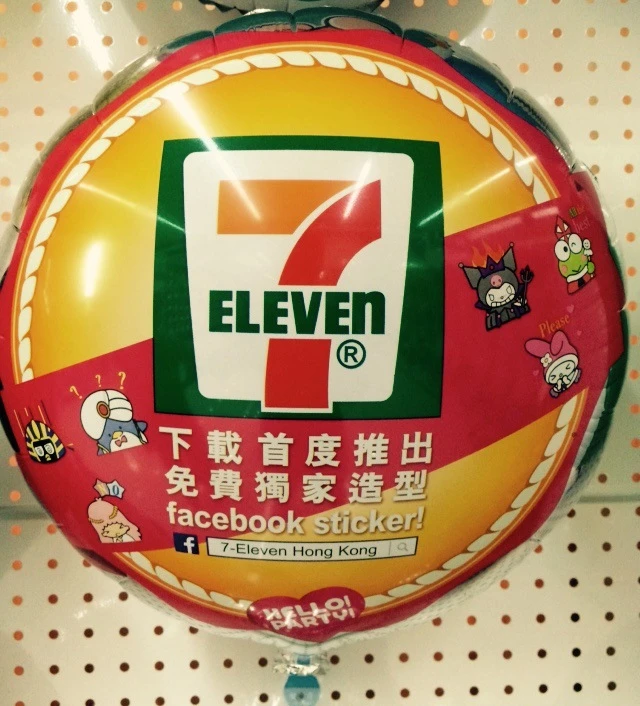 7
ELEVEn
®
Please
? ? ?
下載首度推出
免費獨家造型
facebook sticker!
f 7-Eleven Hong Kong
HELLO!
PARTY!